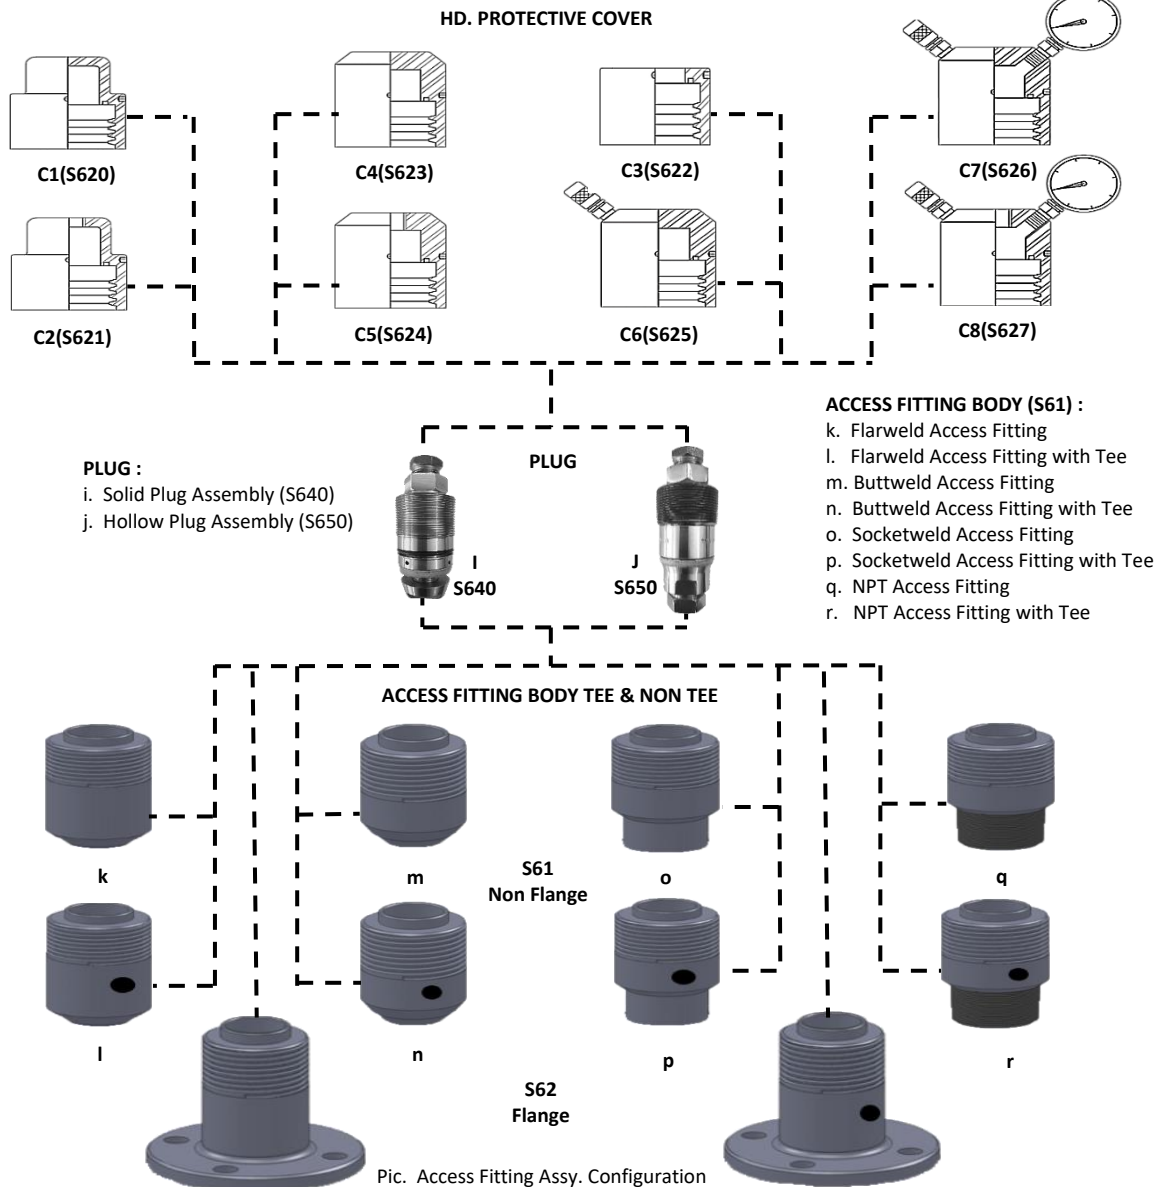 HD. PROTECTIVE COVER
C1(S620)
C4(S623)
C3(S622)
C7(S626)
C2(S621)
C5(S624)
C6(S625)
C8(S627)
PLUG :
i. Solid Plug Assembly (S640)
j. Hollow Plug Assembly (S650)
PLUG
I
S640
J
S650
ACCESS FITTING BODY (S61) :
k. Flarweld Access Fitting
l. Flarweld Access Fitting with Tee
m. Buttweld Access Fitting
n. Buttweld Access Fitting with Tee
o. Socketweld Access Fitting
p. Socketweld Access Fitting with Tee
q. NPT Access Fitting
r. NPT Access Fitting with Tee
ACCESS FITTING BODY TEE & NON TEE
k
m
S61
Non Flange
o
q
l
n
p
r
S62
Flange
Pic. Access Fitting Assy. Configuration